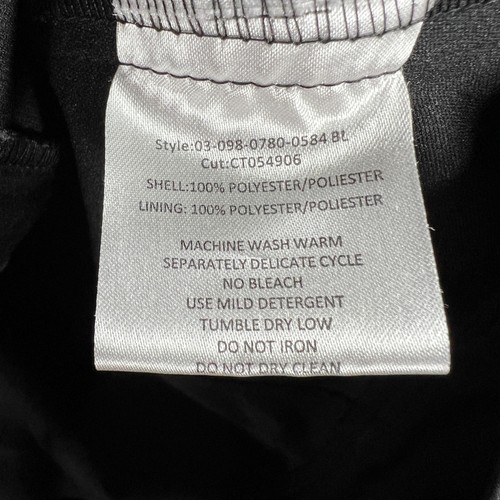 Style:03-098-0780-0584 BL
Cut:CT054906
SHELL:100% POLYESTER/POLIESTER
LINING: 100% POLYESTER/POLIESTER
MACHINE WASH WARM
SEPARATELY DELICATE CYCLE
NO BLEACH
USE MILD DETERGENT
TUMBLE DRY LOW
DO NOT IRON
DO NOT DRY CLEAN